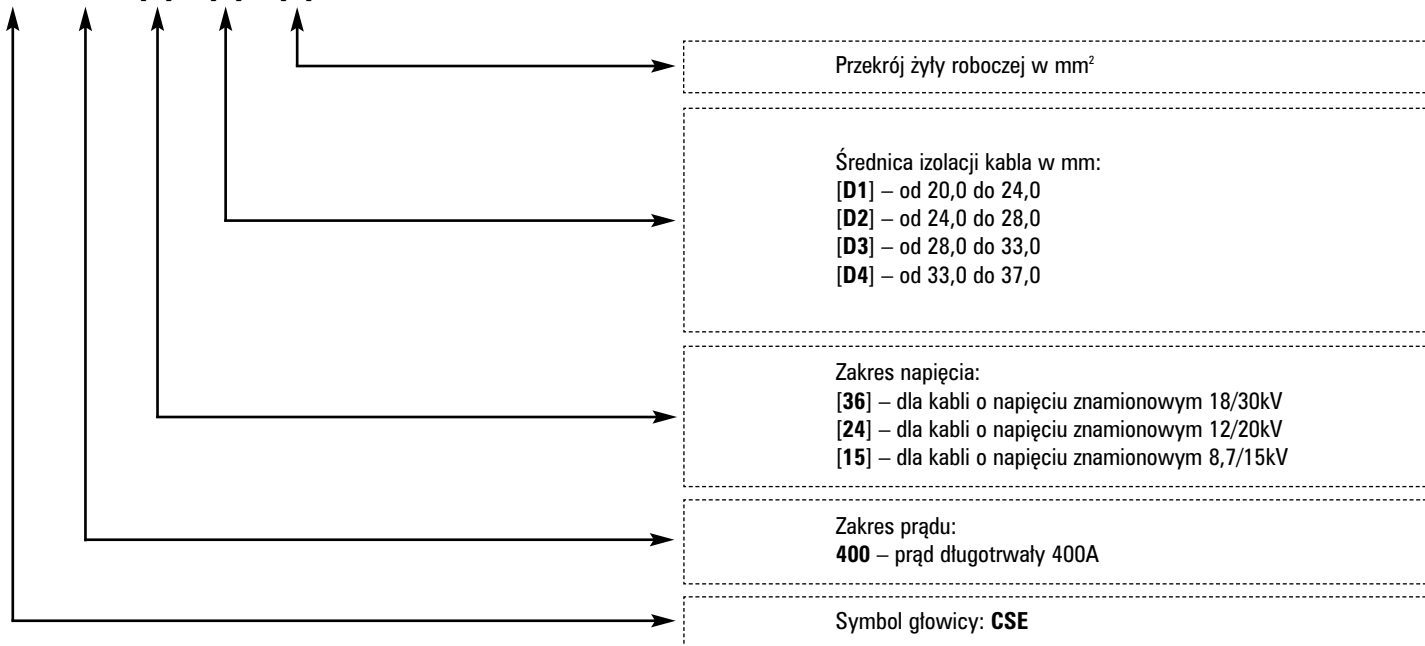 Przekrój żyły roboczej w mm²
Średnica izolacji kabla w mm:
[D1] – od 20,0 do 24,0
[D2] – od 24,0 do 28,0
[D3] – od 28,0 do 33,0
[D4] – od 33,0 do 37,0
Zakres napięcia:
[36] – dla kabli o napięciu znamionowym 18/30kV
[24] – dla kabli o napięciu znamionowym 12/20kV
[15] – dla kabli o napięciu znamionowym 8,7/15kV
Zakres prądu:
400 – prąd długotrwały 400A
Symbol głowicy: CSE